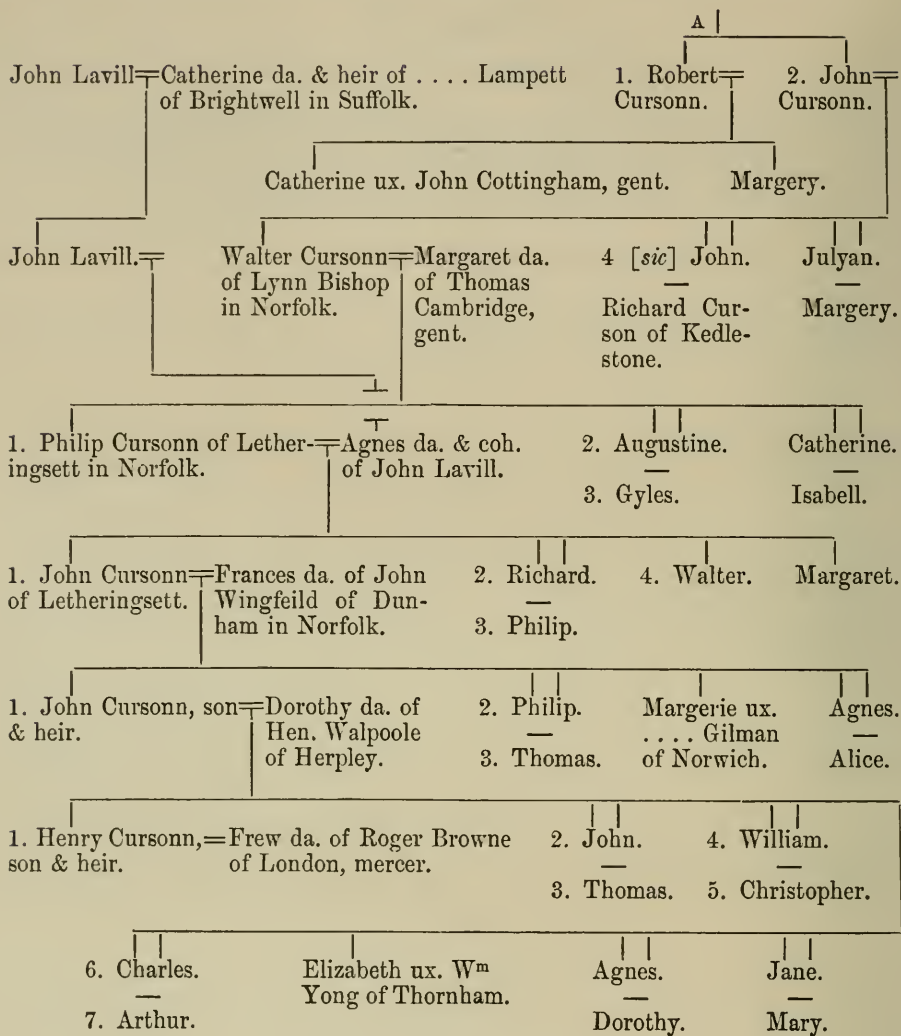 A
John Lavill=Catherine da. & heir of .... Lampett
of Brightwell in Suffolk.
1. Robert=
Cursonn.
2. John=
Cursonn.
Catherine ux. John Cottingham, gent.
Margery.
John Lavill.=
Walter Cursonn=Margaret da.
of Lynn Bishop
in Norfolk.
of Thomas
Cambridge,
gent.
4 [sic] John.
—
Richard Cur-
son of Kedle-
stone.
Julyan.
—
Margery.
1. Philip Cursonn of Lether-=Agnes da. & coh.
ingsett in Norfolk.
of John Lavill.
2. Augustine.
—
3. Gyles.
Catherine.
—
Isabell.
1. John Cursonn=Frances da. of John
of Letheringsett.
Wingfeild of Dun-
ham in Norfolk.
2. Richard.
—
3. Philip.
4. Walter.
Margaret.
1. John Cursonn, son=Dorothy da. of
& heir.
Hen. Walpoole
of Herpley.
2. Philip.
—
3. Thomas.
Margerie ux.
.... Gilman
of Norwich.
Agnes.
—
Alice.
1. Henry Cursonn,=Frew da. of Roger Browne
son & heir.
of London, mercer.
2. John.
—
3. Thomas.
4. William.
—
5. Christopher.
6. Charles.
—
7. Arthur.
Elizabeth ux. Wm
Yong of Thornham.
Agnes.
—
Dorothy.
Jane.
—
Mary.